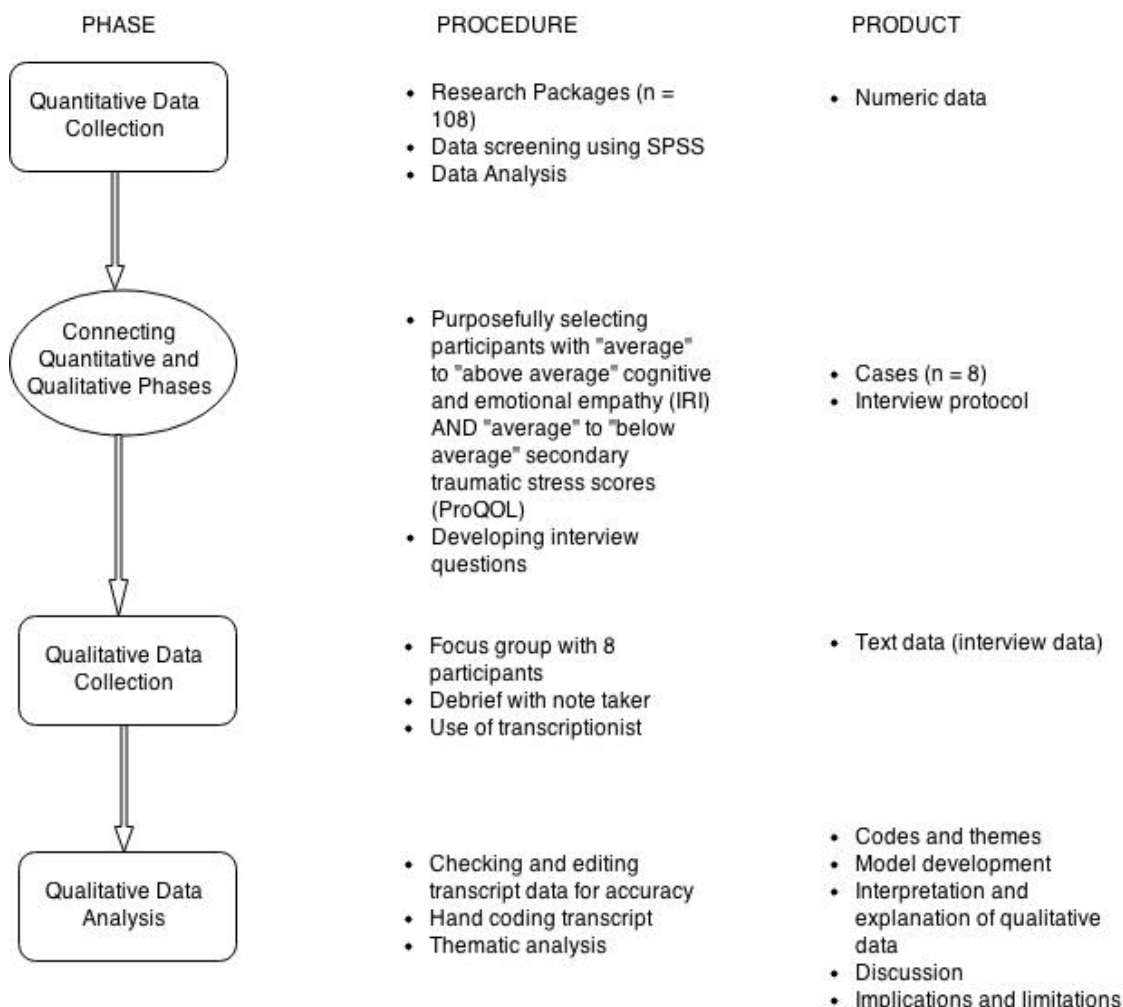 PHASE
PROCEDURE
PRODUCT
Quantitative Data
Collection
• Research Packages (n =
108)
• Data screening using SPSS
• Data Analysis
• Numeric data
Connecting
Quantitative and
Qualitative Phases
• Purposefully selecting
participants with "average"
to "above average" cognitive
and emotional empathy (IRI)
AND "average" to "below
average" secondary
traumatic stress scores
(ProQOL)
• Developing interview
questions
• Cases (n = 8)
• Interview protocol
Qualitative Data
Collection
• Focus group with 8
participants
• Debrief with note taker
• Use of transcriptionist
• Text data (interview data)
Qualitative Data
Analysis
• Checking and editing
transcript data for accuracy
• Hand coding transcript
• Thematic analysis
• Codes and themes
• Model development
• Interpretation and
explanation of qualitative
data
• Discussion
• Implications and limitations